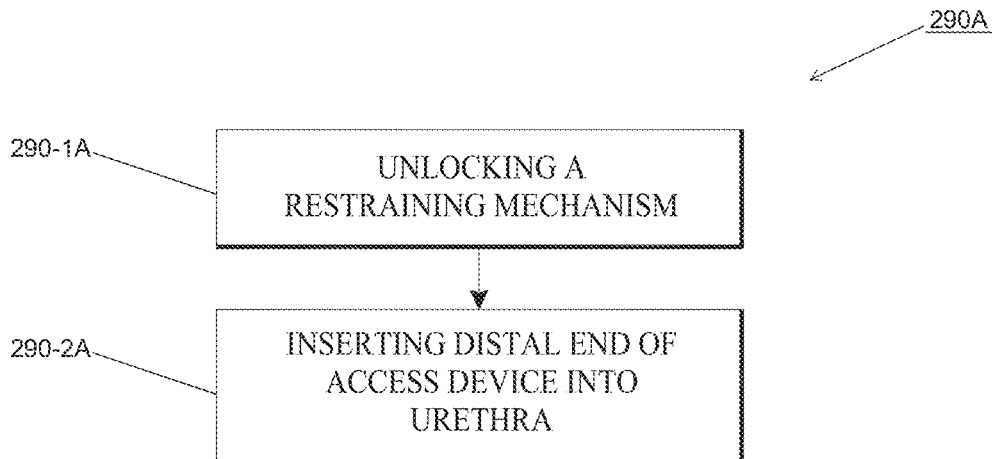 290A
290-1A
UNLOCKING A
RESTRAINING MECHANISM
290-2A
INSERTING DISTAL END OF
ACCESS DEVICE INTO
URETHRA